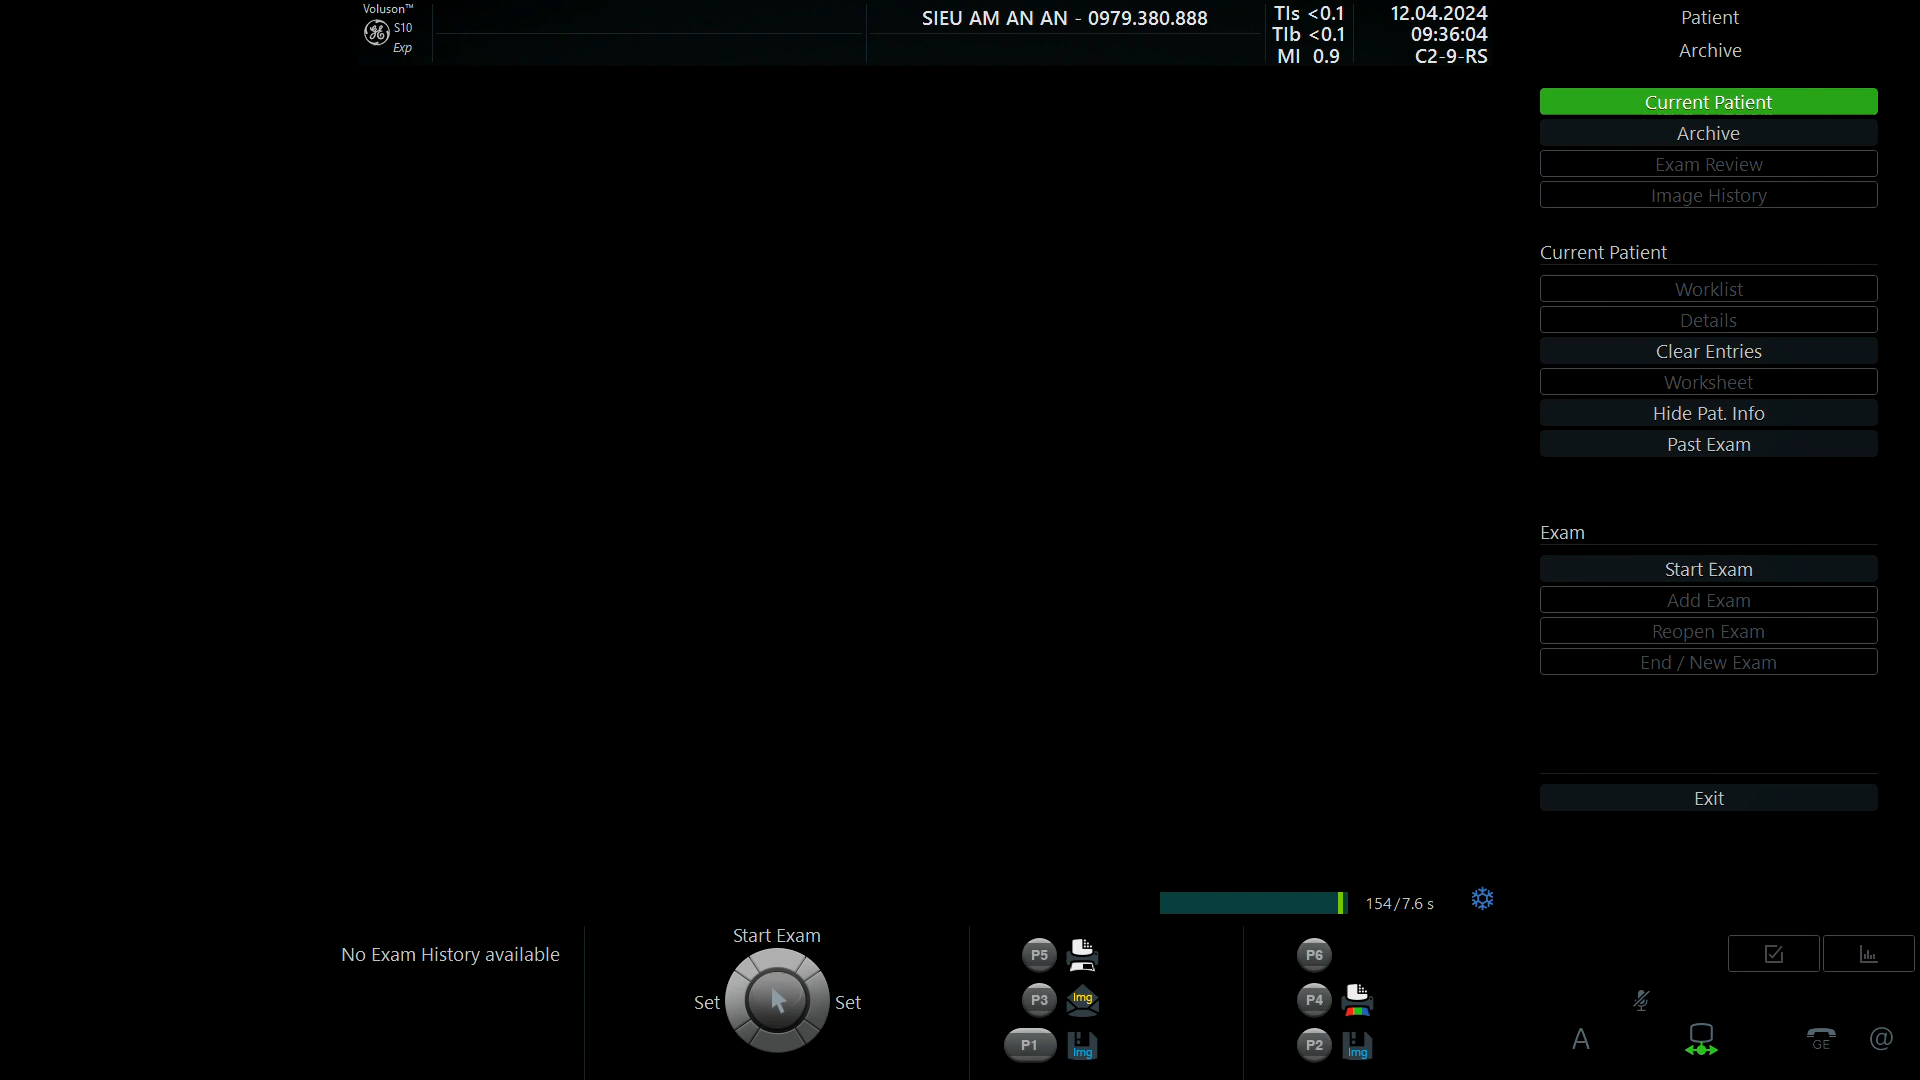 Voluson™
S10
Exp
SIEU AM AN AN - 0979.380.888
TIs <0.1
TIb <0.1
MI 0.9
12.04.2024
09:36:04
C2-9-RS
Patient
Archive
Current Patient
Archive
Exam Review
Image History
Current Patient
Worklist
Details
Clear Entries
Worksheet
Hide Pat. Info
Past Exam
Exam
Start Exam
Add Exam
Reopen Exam
End / New Exam
Exit
154/7.6 s
No Exam History available
Start Exam
Set
Set
P5
P3
Img
P1
Img
P6
P4
P2
Img
A
GE
@